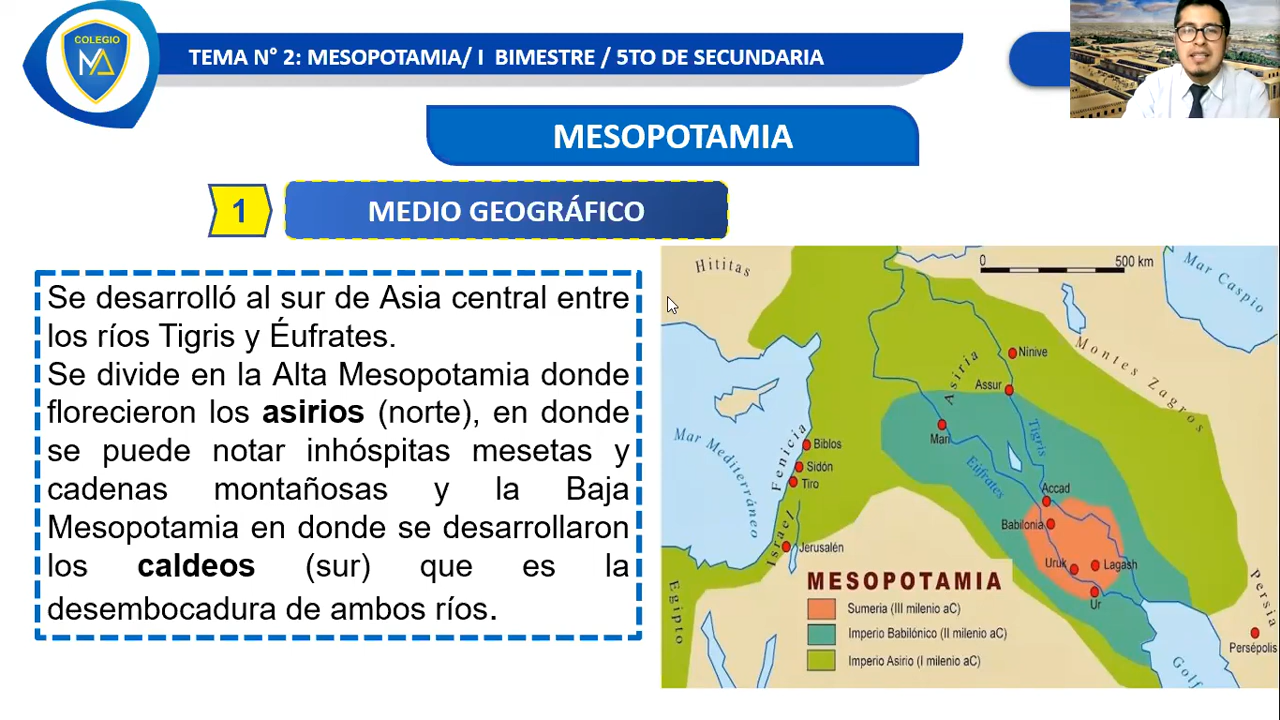 COLEGIO
MA
TEMA N° 2: MESOPOTAMIA/ I BIMESTRE / 5TO DE SECUNDARIA
MESOPOTAMIA
1
MEDIO GEOGRÁFICO
Se desarrolló al sur de Asia central entre
los ríos Tigris y Éufrates.
Se divide en la Alta Mesopotamia donde
florecieron los asirios (norte), en donde
se puede notar inhóspitas mesetas y
cadenas montañosas y la Baja
Mesopotamia en donde se desarrollaron
los caldeos (sur) que es la
desembocadura de ambos ríos.
Hititas
500 km
0
Mar Caspio
Montes Zagros
Asiria
Nínive
Assur
Mari
Tigris
Eúfrates
Mar Mediterráneo
Fenicia
Biblos
Sidón
Tiro
Israel
Jerusalén
Egipto
Accad
Babilonia
Uruk
Lagash
Ur
Persia
Persépolis
Golf
MESOPOTAMIA
Sumeria (III milenio aC)
Imperio Babilónico (II milenio aC)
Imperio Asirio (I milenio aC)